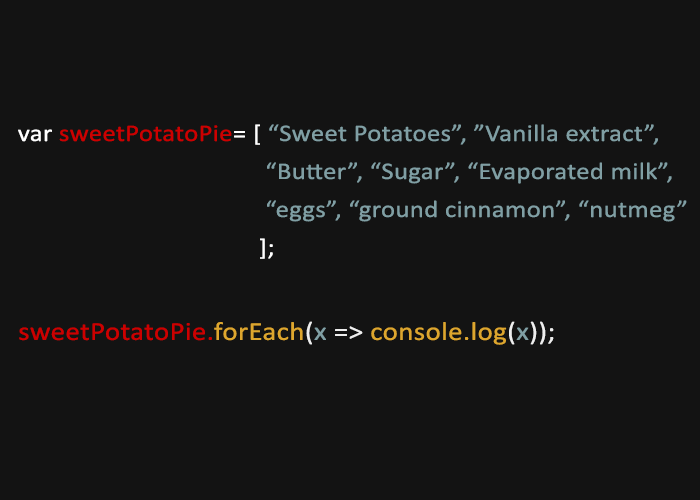 var sweetPotatoPie= [ “Sweet Potatoes”, ”Vanilla extract”,
“Butter”, “Sugar”, “Evaporated milk”,
“eggs”, “ground cinnamon”, “nutmeg”
];
sweetPotatoPie.forEach(x => console.log(x));